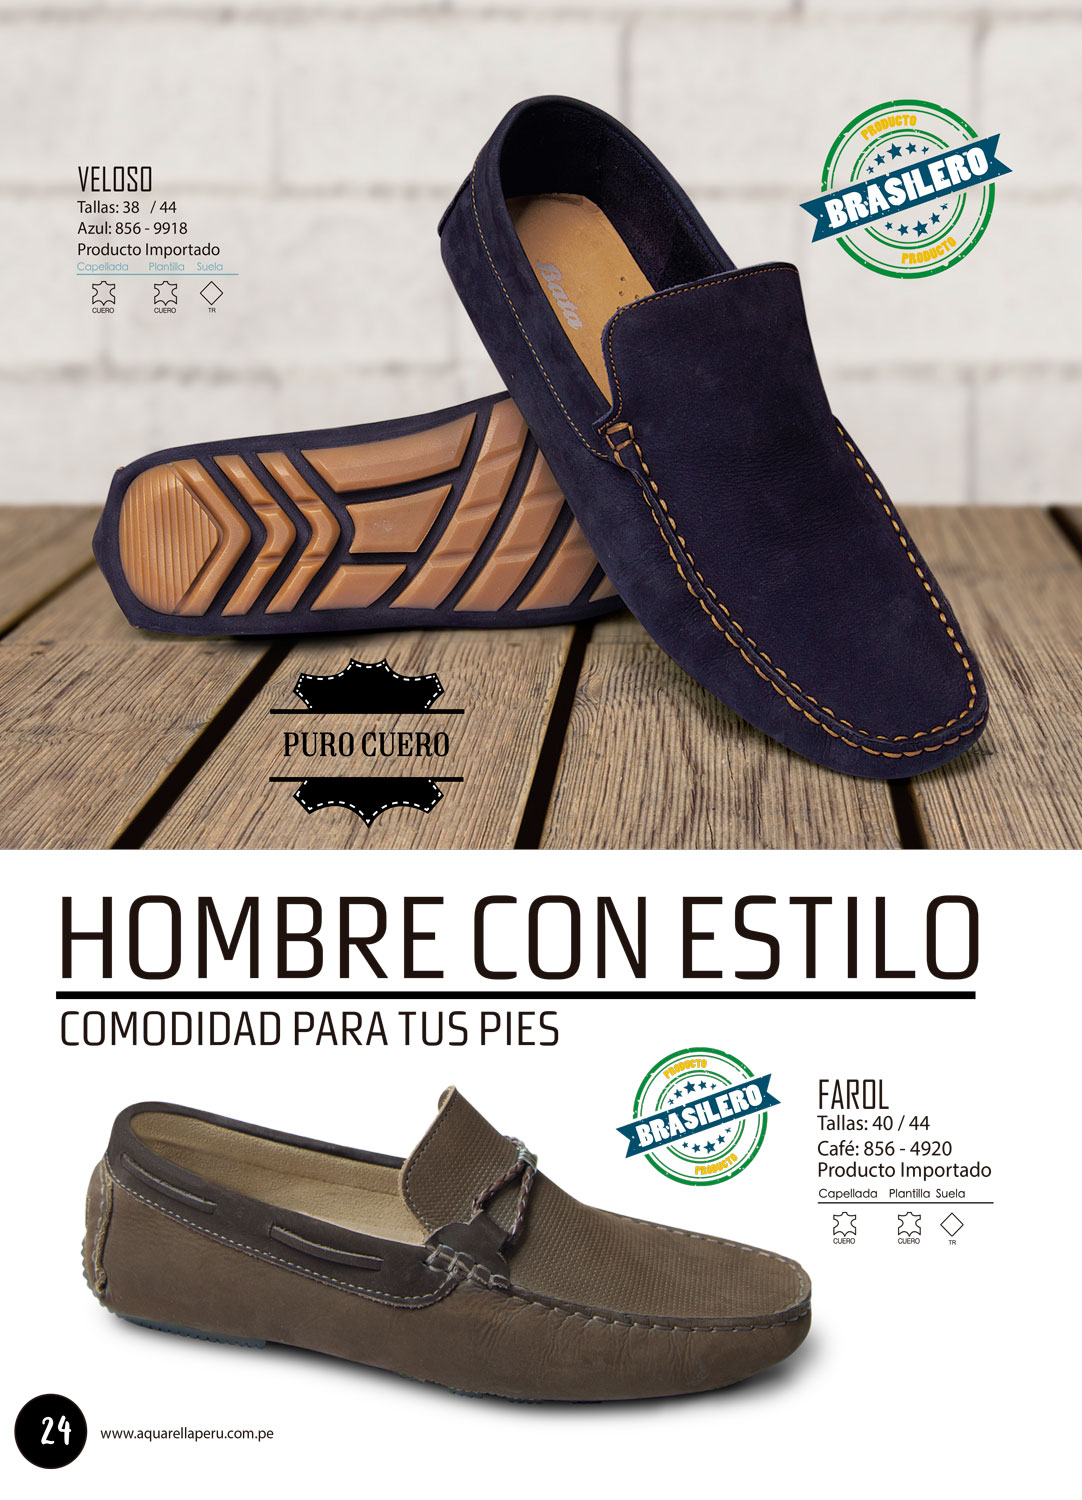 VELOSO
Tallas: 38 / 44
Azul: 856 - 9918
Producto Importado
Capellada Plantilla Suela
CUERO CUERO TR
PRODUCTO
BRASILERO
PRODUCTO
Bata
PURO CUERO
HOMBRE CON ESTILO
COMODIDAD PARA TUS PIES
PRODUCTO
BRASILERO
PRODUCTO
FAROL
Tallas: 40 / 44
Café: 856 - 4920
Producto Importado
Capellada Plantilla Suela
CUERO CUERO TR
24
www.aquarellaperu.com.pe